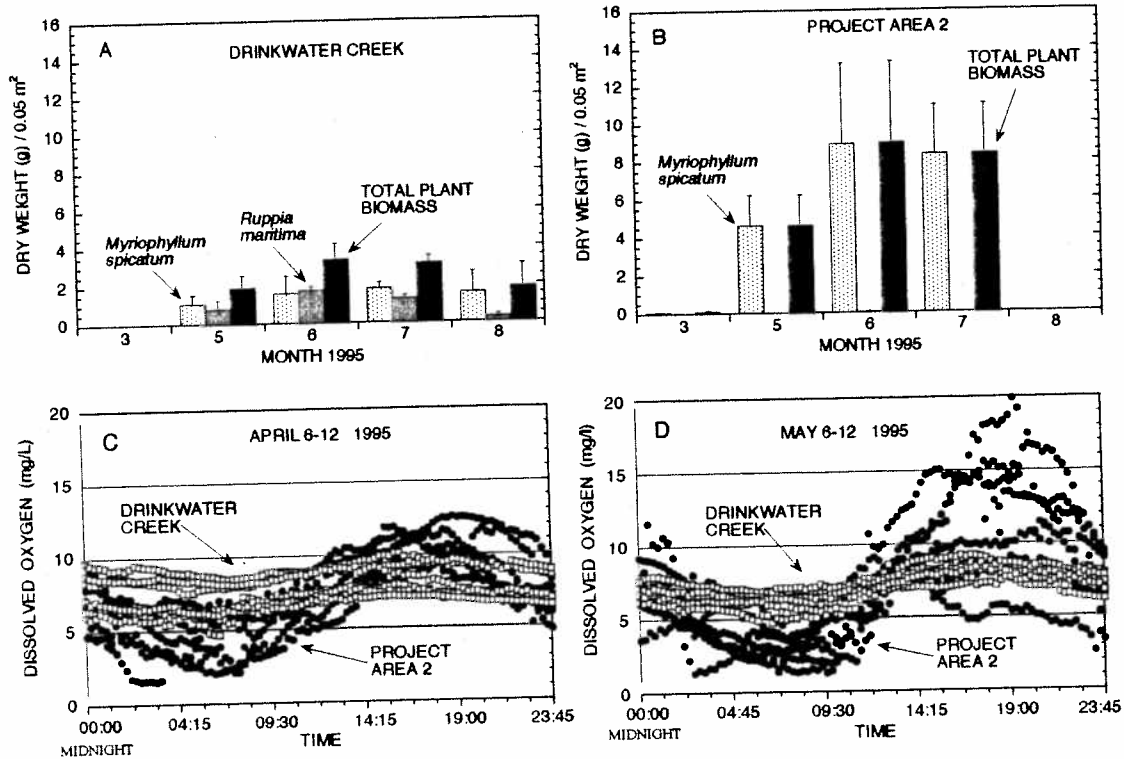 A
DRINKWATER CREEK
DRY WEIGHT (g) / 0.05 m²
16
14
12
10
8
6
4
2
0
Myriophyllum
spicatum
Ruppia
maritima
TOTAL PLANT
BIOMASS
3 5 6 7 8
MONTH 1995
B
PROJECT AREA 2
DRY WEIGHT (g) / 0.05 m²
16
14
12
10
8
6
4
2
0
Myriophyllum
spicatum
TOTAL PLANT
BIOMASS
3 5 6 7 8
MONTH 1995
C
APRIL 6-12 1995
DISSOLVED OXYGEN (mg/L)
20
15
10
5
0
DRINKWATER
CREEK
PROJECT
AREA 2
00:00 04:15 09:30 14:15 19:00 23:45
MIDNIGHT
TIME
D
MAY 6-12 1995
DISSOLVED OXYGEN (mg/l)
20
15
10
5
0
DRINKWATER
CREEK
PROJECT
AREA 2
00:00 04:45 09:30 14:15 19:00 23:45
MIDNIGHT
TIME